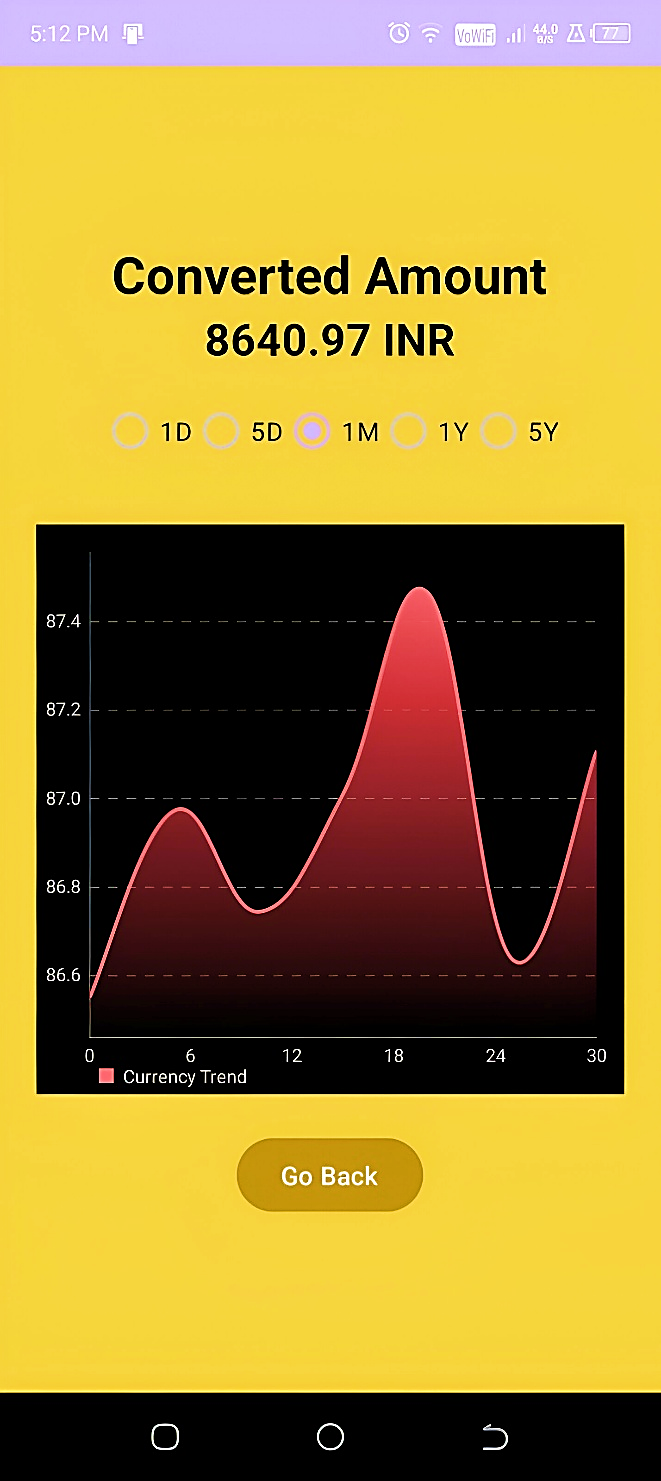 5:12 PM VoWiFi 44.0 B/S 77
Converted Amount
8640.97 INR
1D 5D 1M 1Y 5Y
87.4
87.2
87.0
86.8
86.6
0 6 12 18 24 30
Currency Trend
Go Back